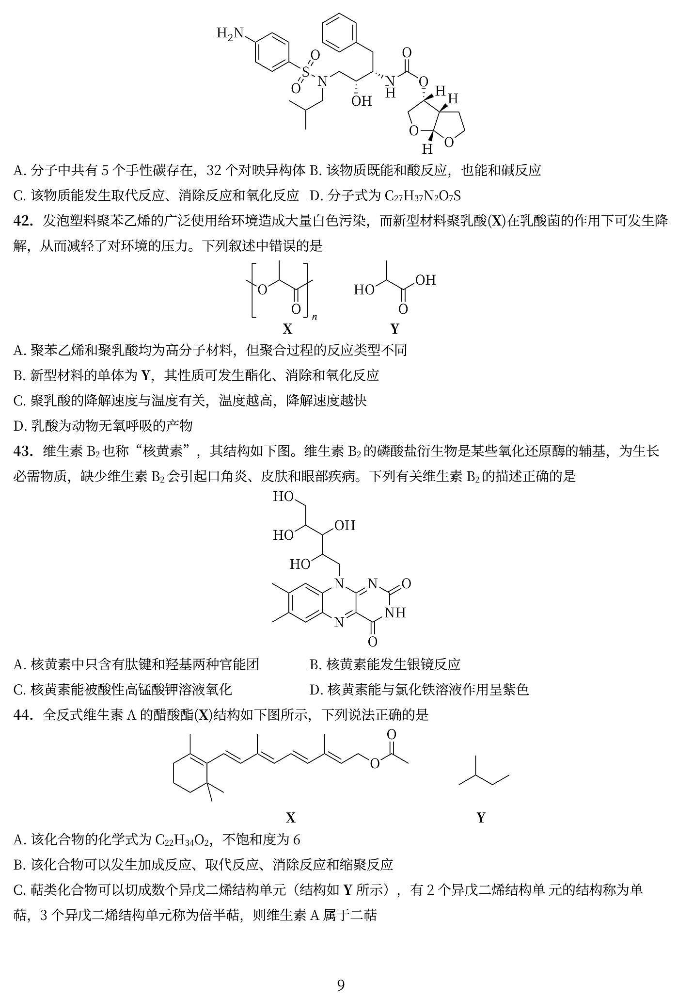 H₂N
S
O
O
N
OH
N
H
O
O
H
H
O
H
O
A. 分子中共有 5 个手性碳存在，32 个对映异构体 B. 该物质既能和酸反应，也能和碱反应
C. 该物质能发生取代反应、消除反应和氧化反应 D. 分子式为 C₂₇H₃₇N₂O₇S
42．发泡塑料聚苯乙烯的广泛使用给环境造成大量白色污染，而新型材料聚乳酸(X)在乳酸菌的作用下可发生降
解，从而减轻了对环境的压力。下列叙述中错误的是
O
O
n
HO
OH
O
X
Y
A. 聚苯乙烯和聚乳酸均为高分子材料，但聚合过程的反应类型不同
B. 新型材料的单体为 Y，其性质可发生酯化、消除和氧化反应
C. 聚乳酸的降解速度与温度有关，温度越高，降解速度越快
D. 乳酸为动物无氧呼吸的产物
43．维生素 B₂也称“核黄素”，其结构如下图。维生素 B₂的磷酸盐衍生物是某些氧化还原酶的辅基，为生长
必需物质，缺少维生素 B₂会引起口角炎、皮肤和眼部疾病。下列有关维生素 B₂的描述正确的是
HO
OH
HO
HO
N
N
O
NH
N
O
A. 核黄素中只含有肽键和羟基两种官能团 B. 核黄素能发生银镜反应
C. 核黄素能被酸性高锰酸钾溶液氧化 D. 核黄素能与氯化铁溶液作用呈紫色
44．全反式维生素 A 的醋酸酯(X)结构如下图所示，下列说法正确的是
O
O
X
Y
A. 该化合物的化学式为 C₂₂H₃₄O₂，不饱和度为 6
B. 该化合物可以发生加成反应、取代反应、消除反应和缩聚反应
C. 萜类化合物可以切成数个异戊二烯结构单元（结构如 Y 所示），有 2 个异戊二烯结构单 元的结构称为单
萜，3 个异戊二烯结构单元称为倍半萜，则维生素 A 属于二萜
9